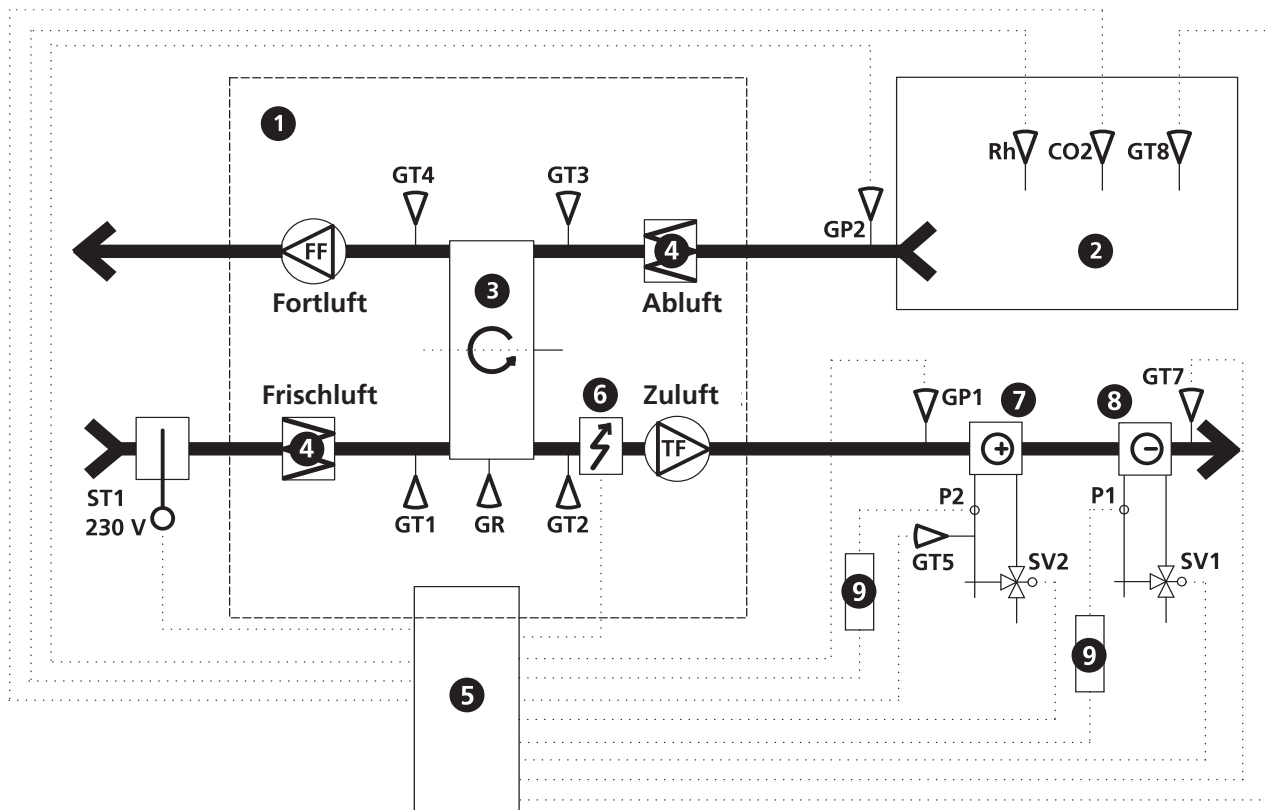 1
Rh
CO2
GT8
GT4
GT3
GP2
FF
4
2
3
Fortluft
Abluft
Frischluft
6
Zuluft
GP1
7
8
GT7
4
TF
+
−
ST1
230 V
GT1
GR
GT2
P2
P1
GT5
SV2
SV1
9
9
5